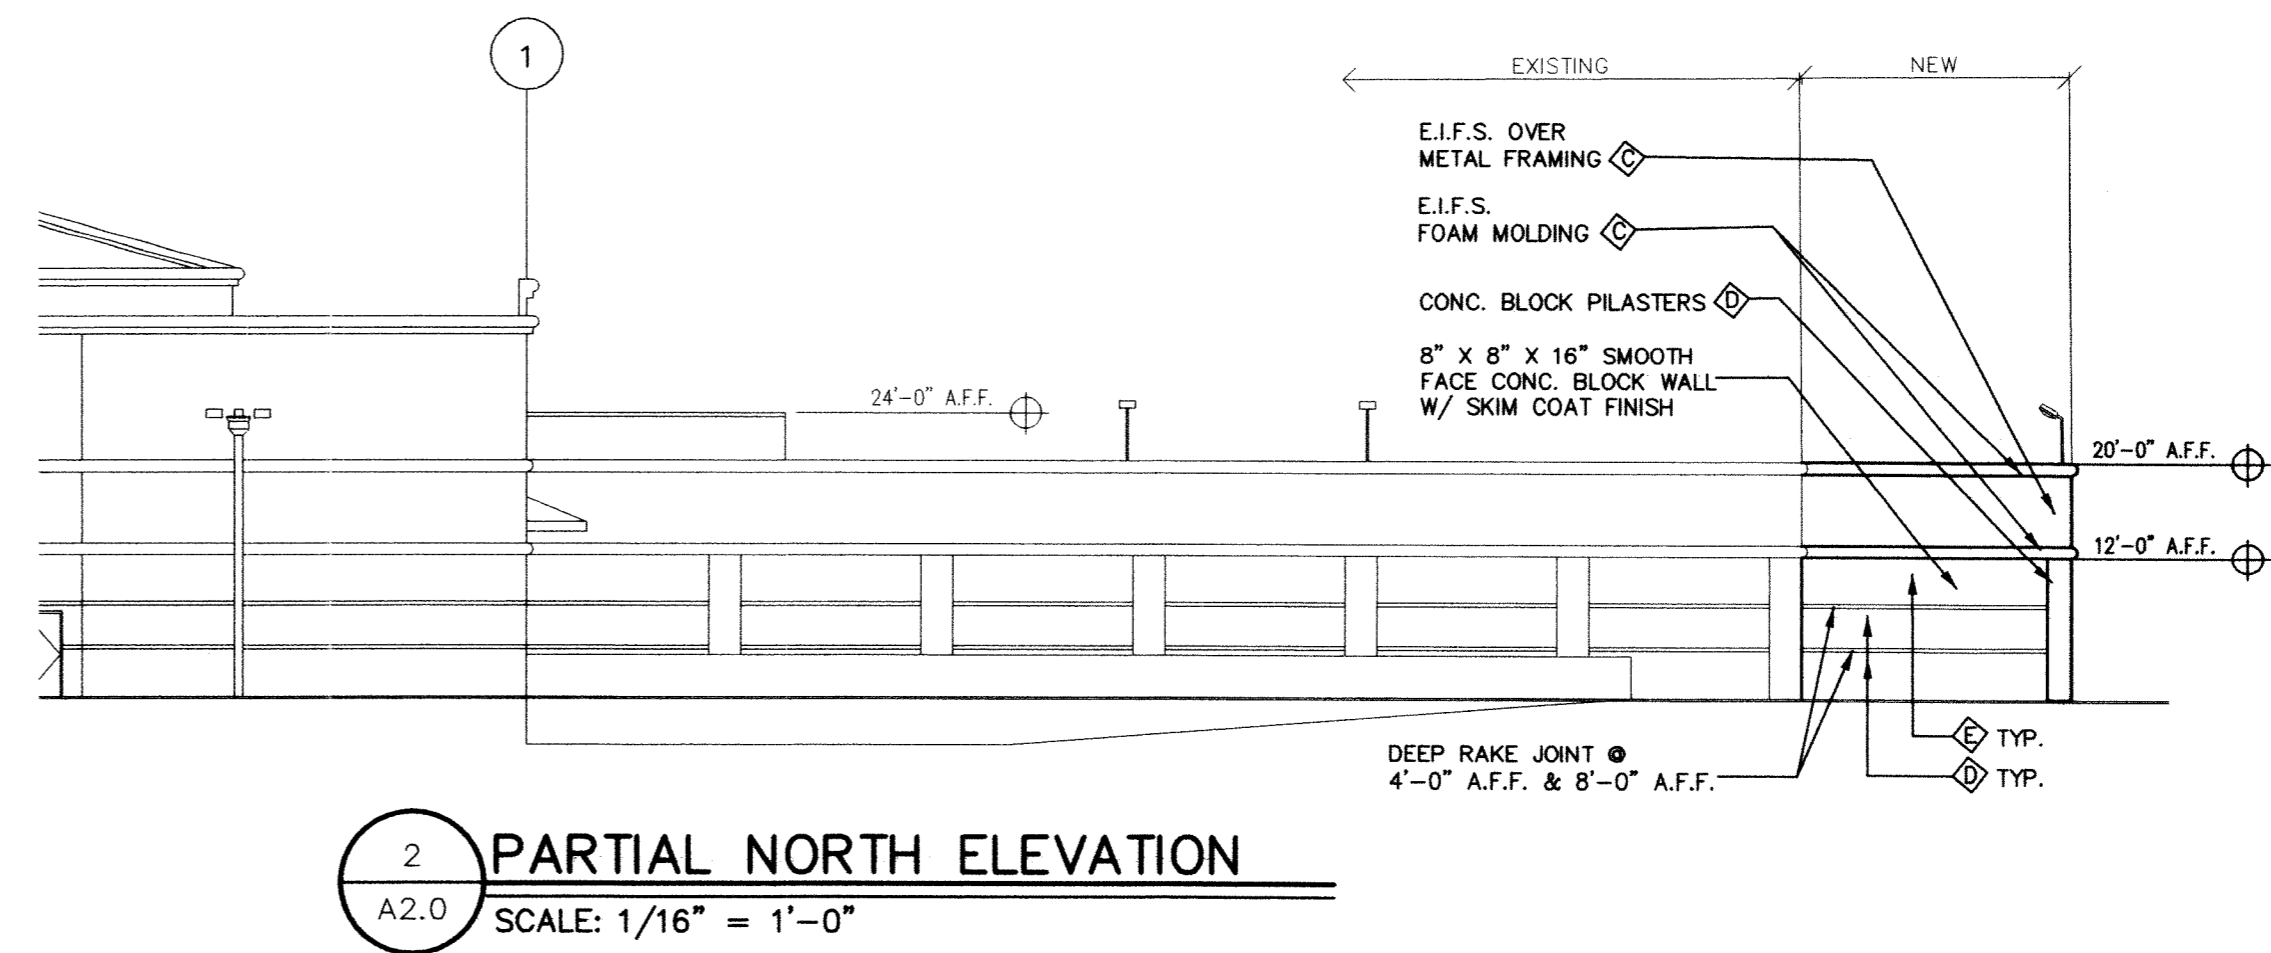 1
EXISTING
NEW
E.I.F.S. OVER
METAL FRAMING C
E.I.F.S.
FOAM MOLDING C
CONC. BLOCK PILASTERS D
8" X 8" X 16" SMOOTH
FACE CONC. BLOCK WALL
W/ SKIM COAT FINISH
24'-0" A.F.F.
20'-0" A.F.F.
12'-0" A.F.F.
E TYP.
D TYP.
DEEP RAKE JOINT @
4'-0" A.F.F. & 8'-0" A.F.F.
2
A2.0
PARTIAL NORTH ELEVATION
SCALE: 1/16" = 1'-0"